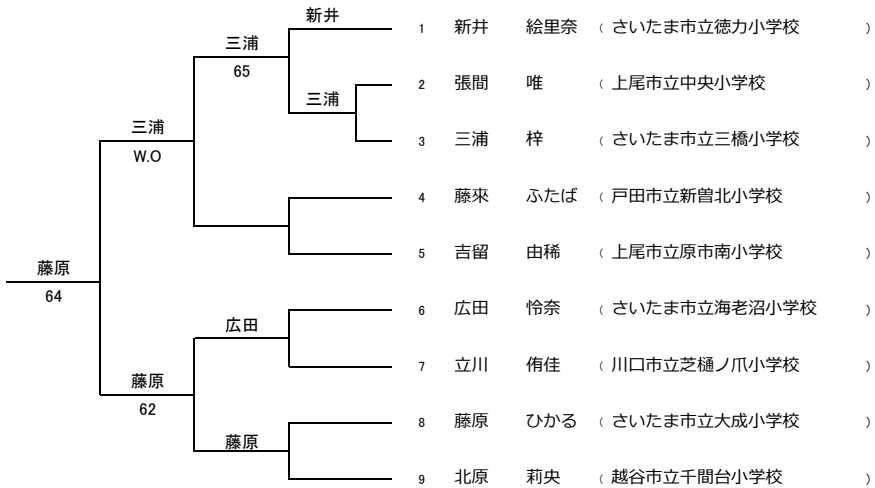 新井
1 新井 絵里奈 ( さいたま市立徳力小学校 )
三浦
65
2 張間 唯 ( 上尾市立中央小学校 )
三浦
三浦
W.O
3 三浦 梓 ( さいたま市立三橋小学校 )
4 藤來 ふたば ( 戸田市立新曽北小学校 )
5 吉留 由稀 ( 上尾市立原市南小学校 )
藤原
64
6 広田 怜奈 ( さいたま市立海老沼小学校 )
広田
7 立川 侑佳 ( 川口市立芝樋ノ爪小学校 )
藤原
62
8 藤原 ひかる ( さいたま市立大成小学校 )
藤原
9 北原 莉央 ( 越谷市立千間台小学校 )